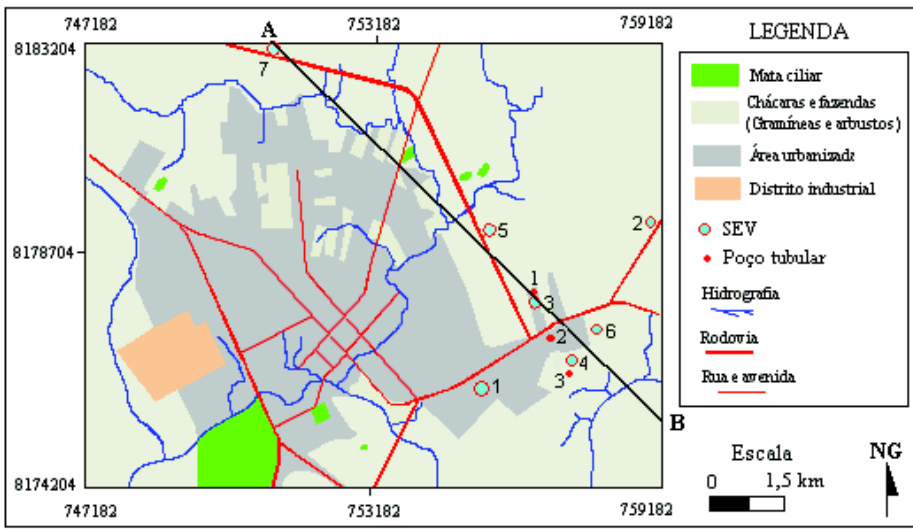 747182 753182 759182
8183204
A
7
5
2
8178704
1
3
2
6
4
3
1
B
8174204
747182 753182 759182
LEGENDA
Mata ciliar
Chácaras e fazendas
(Gramíneas e arbustos)
Área urbanizada
Distrito industrial
SEV
Poço tubular
Hidrografia
Rodovia
Rua e avenida
Escala
0 1,5 km
NG